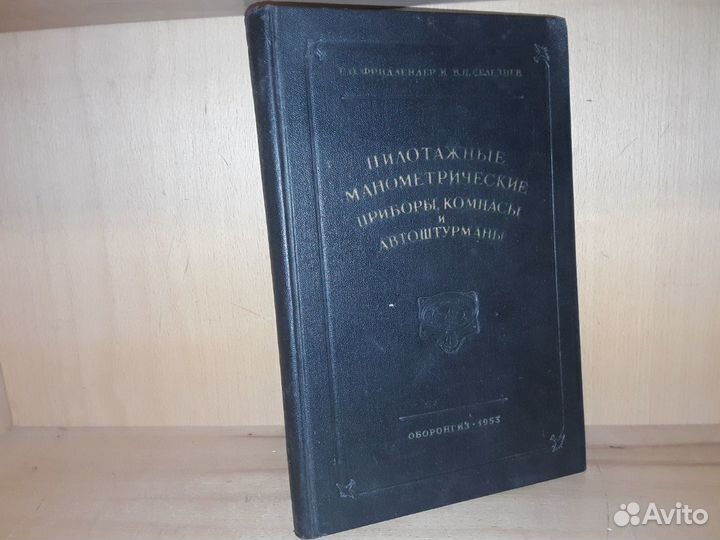 Г.О. ФРИДЛЕНДЕР И В.П. СЕЛЕЗНЕВ
ПИЛОТАЖНЫЕ
МАНОМЕТРИЧЕСКИЕ
ПРИБОРЫ, КОМПАСЫ
И
АВТОШТУРМАНЫ
ОБОРОНГИЗ · 1953
Avito